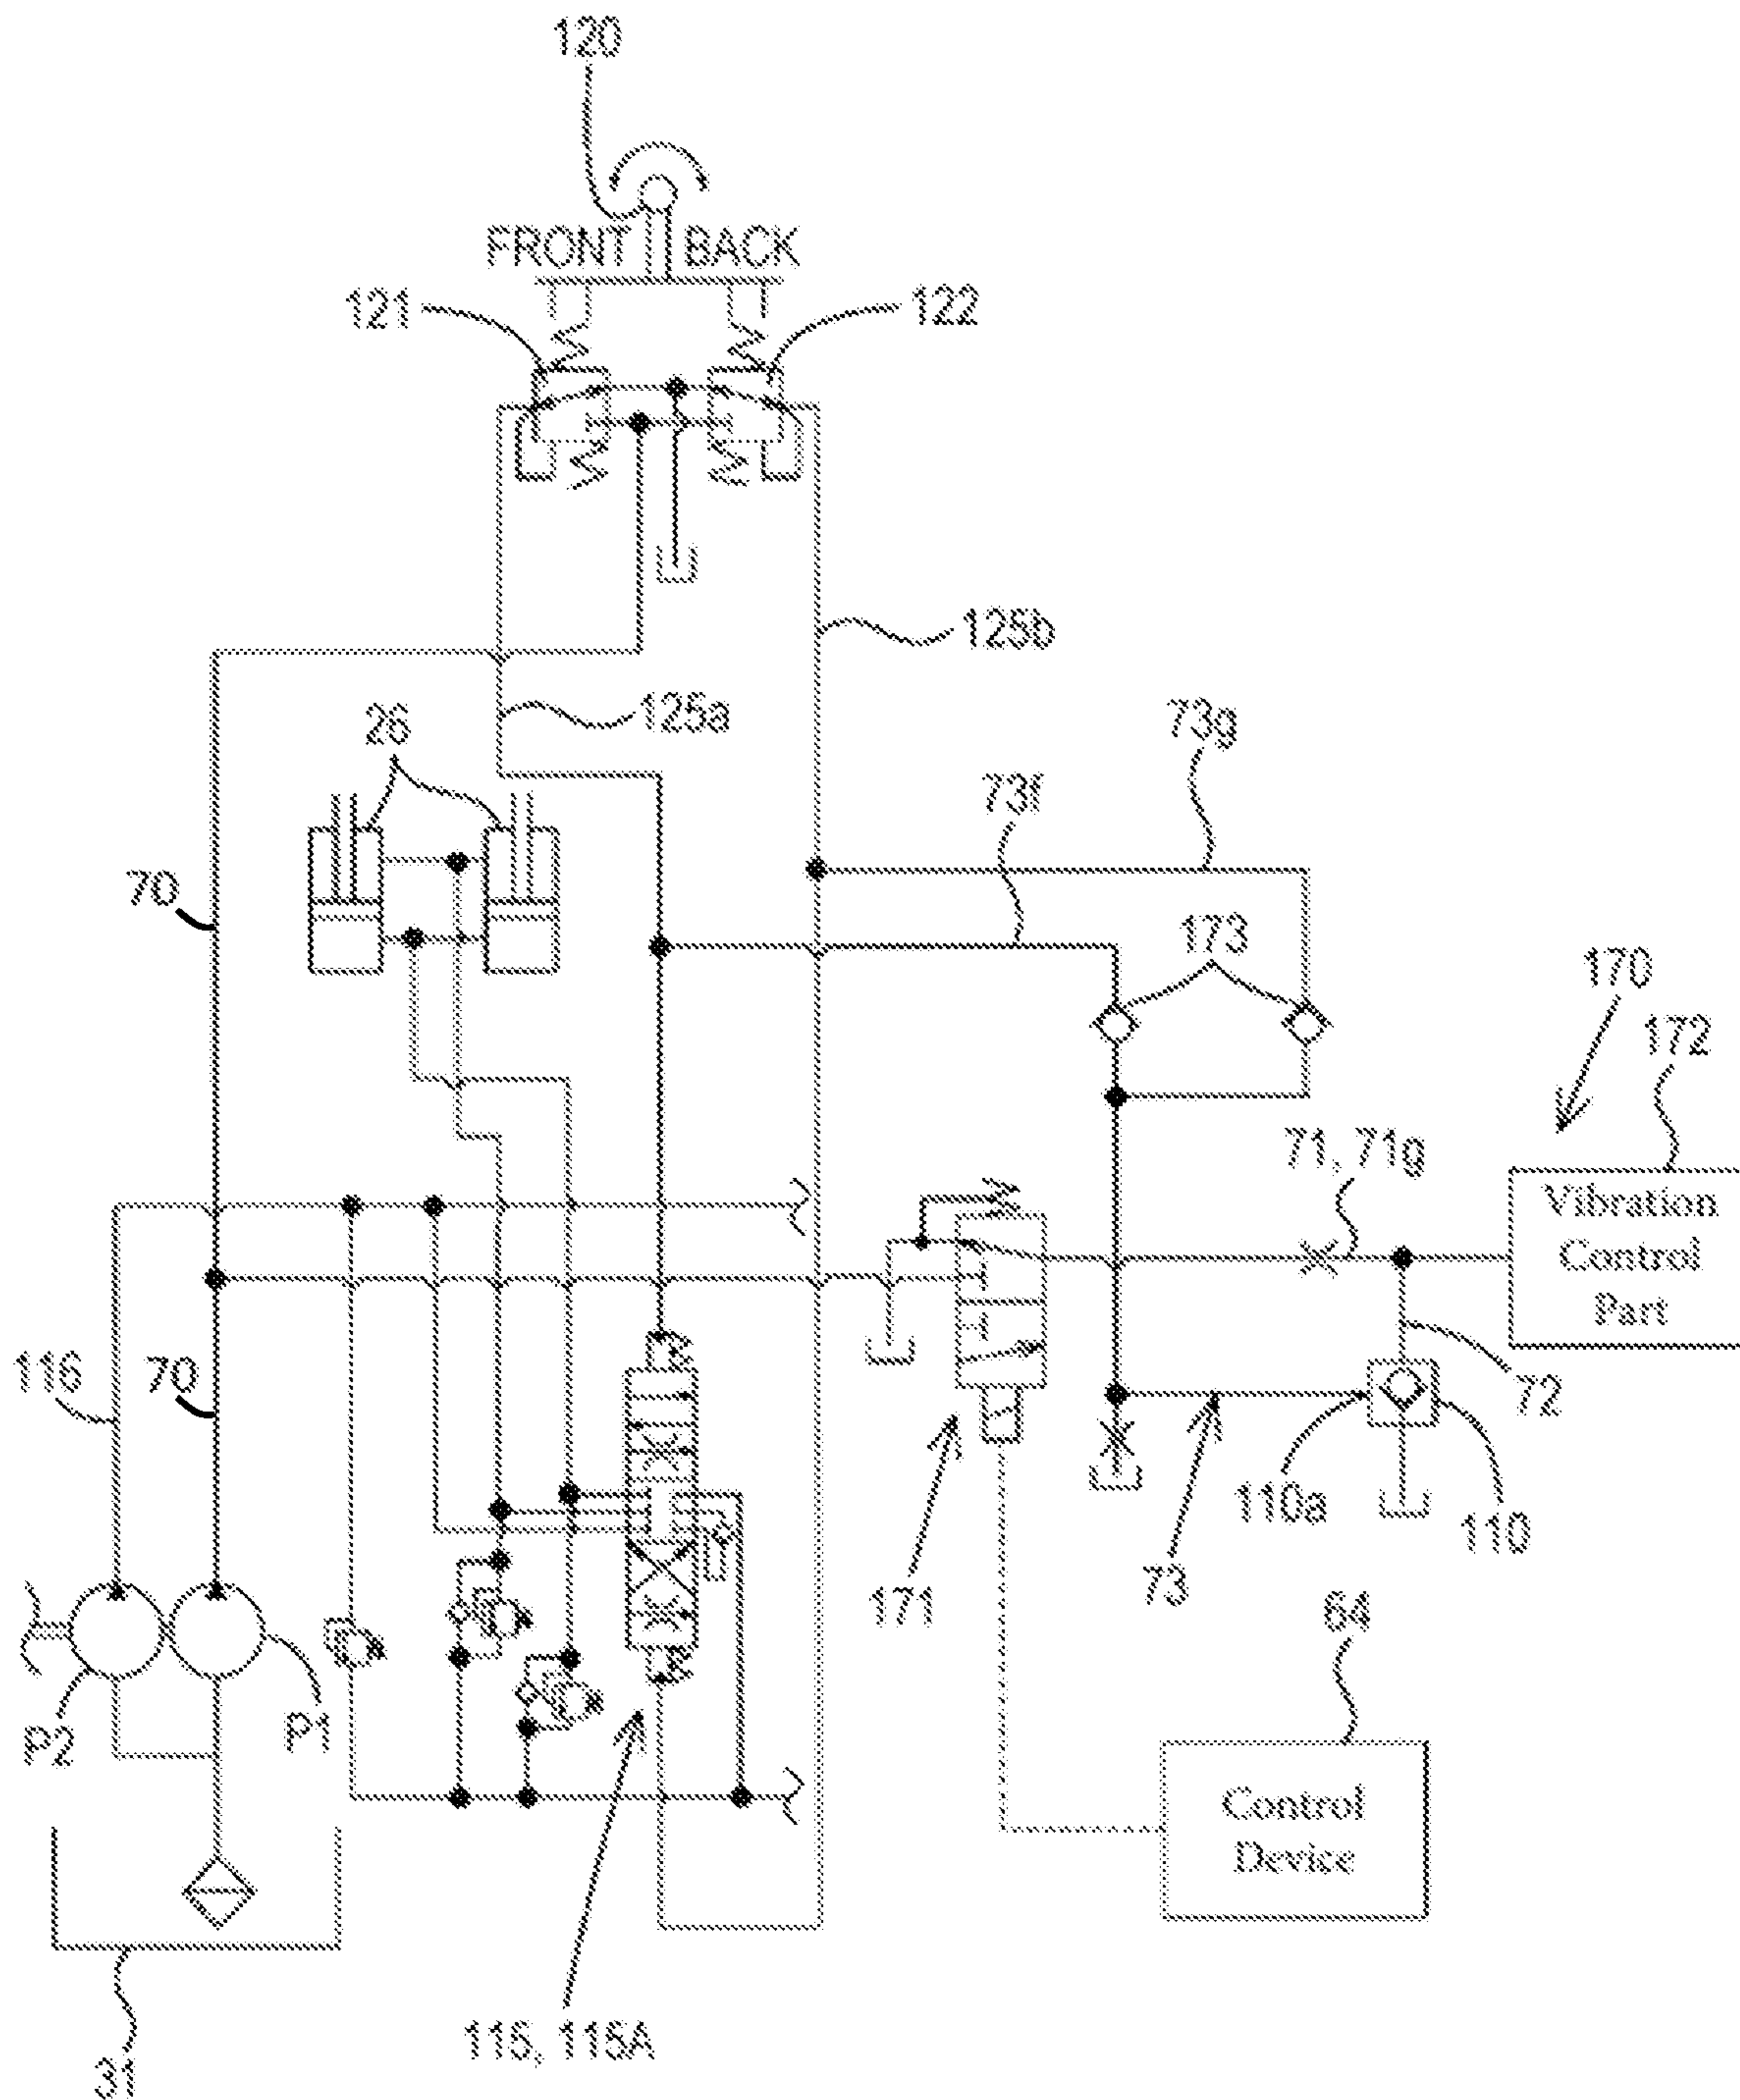 120
FRONT BACK
121
122
125b
125a
26
73g
73f
70
173
170
172
71, 71g
Vibration
Control
Part
116
70
72
110a
110
171
73
64
P2
P1
Control
Device
115, 115A
31